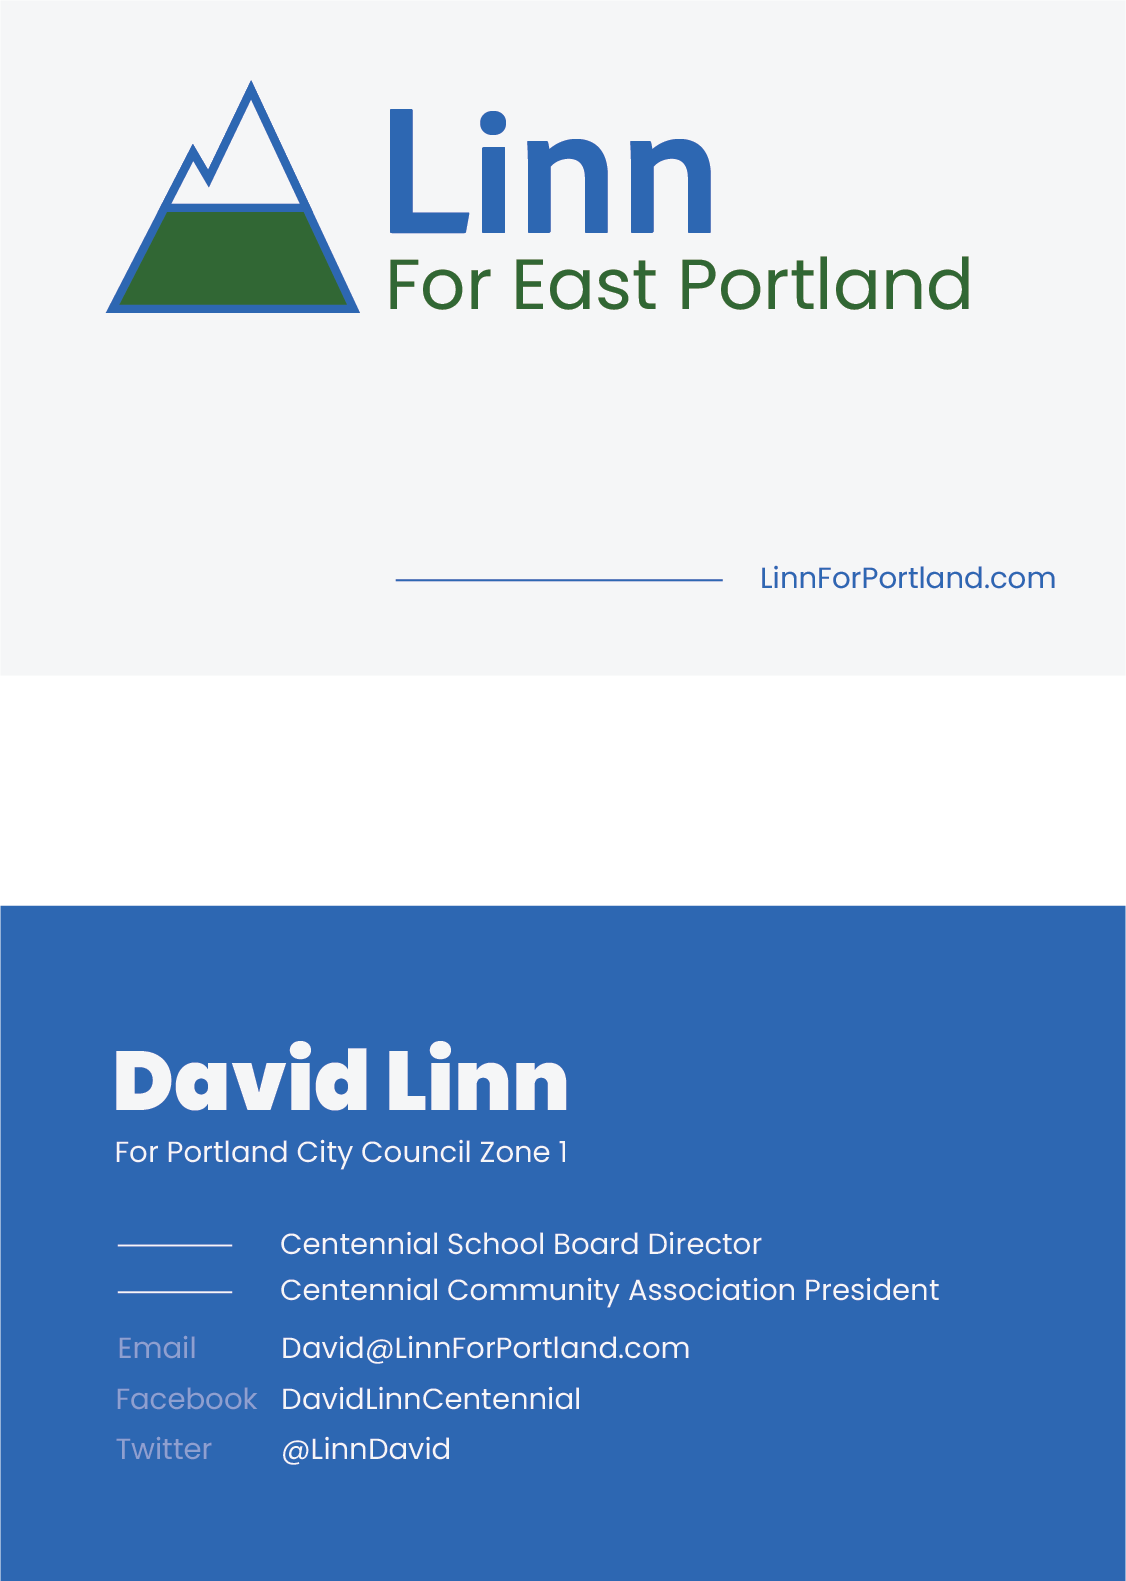 Linn
For East Portland
LinnForPortland.com
David Linn
For Portland City Council Zone 1
Centennial School Board Director
Centennial Community Association President
Email David@LinnForPortland.com
Facebook DavidLinnCentennial
Twitter @LinnDavid